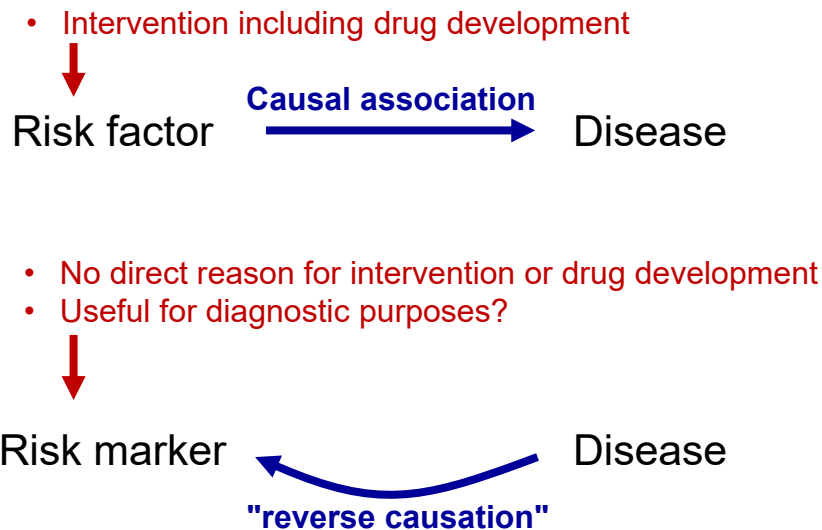 • Intervention including drug development
Causal association
Risk factor Disease
• No direct reason for intervention or drug development
• Useful for diagnostic purposes?
Risk marker Disease
"reverse causation"